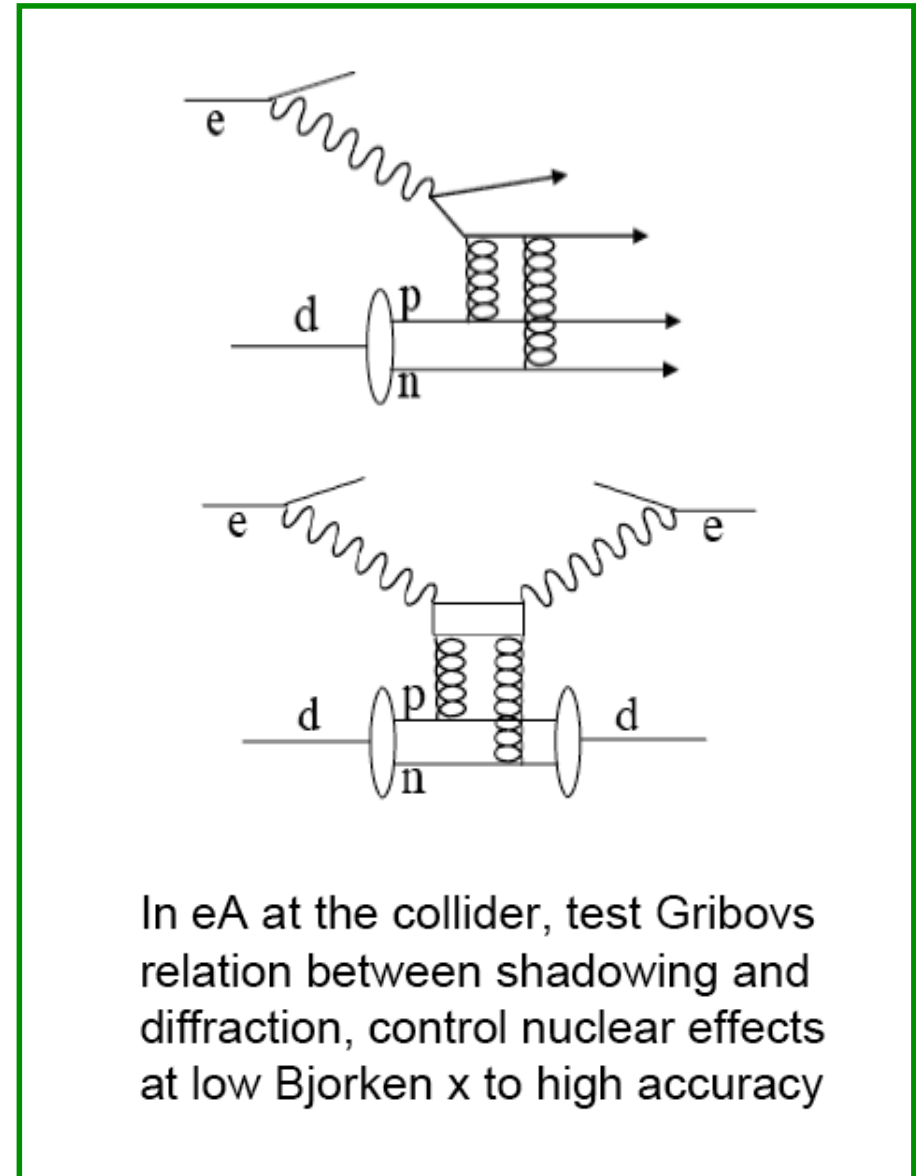 e
p
d
n
e
e
p
d
d
n
In eA at the collider, test Gribovs
relation between shadowing and
diffraction, control nuclear effects
at low Bjorken x to high accuracy